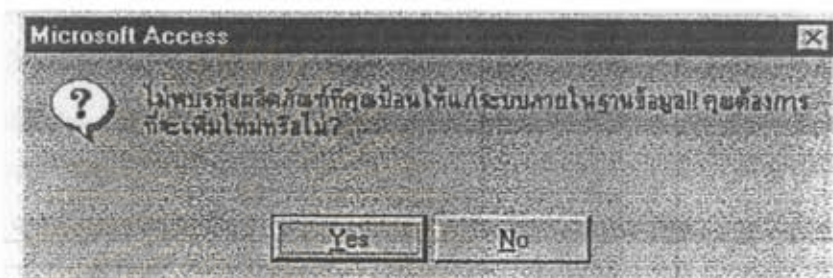 Microsoft Access
ไม่พบรหัสผลิตภัณฑ์ที่คุณป้อนให้แก่ระบบภายในฐานข้อมูล!! คุณต้องการ
ที่จะเพิ่มใหม่หรือไม่?
Yes
No